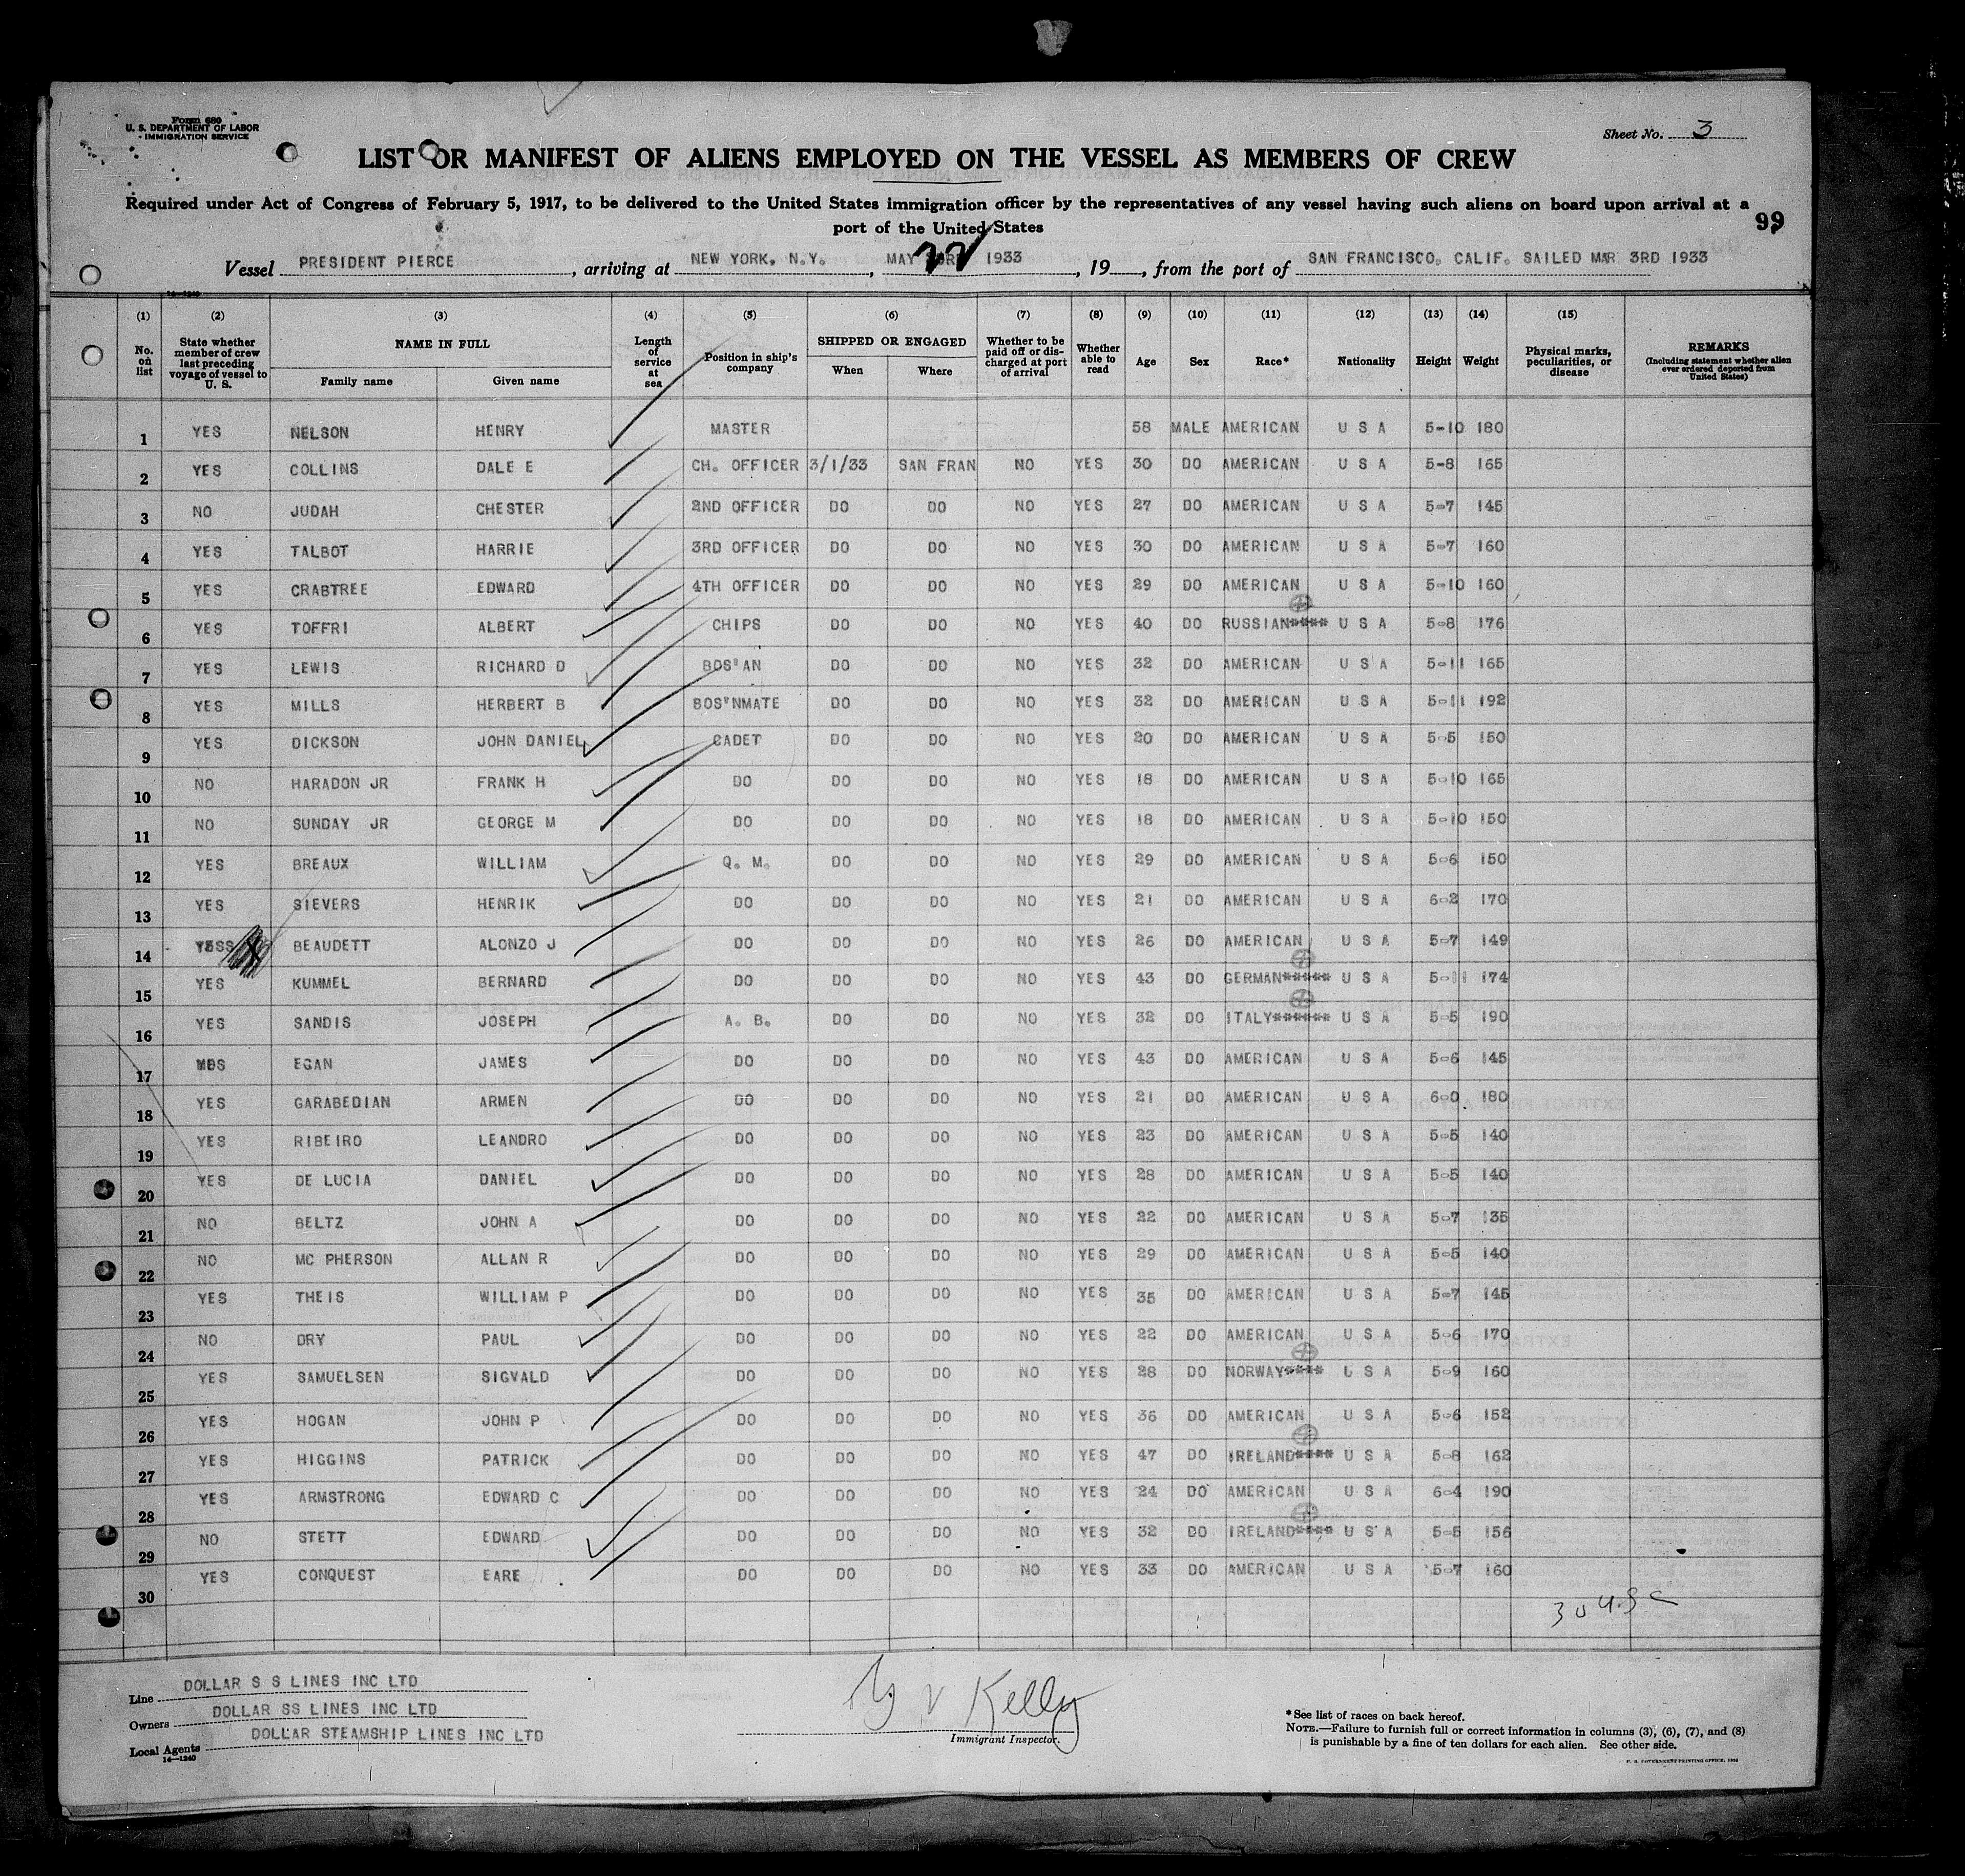 Form 680
U. S. DEPARTMENT OF LABOR
IMMIGRATION SERVICE
Sheet No. 3
LIST OR MANIFEST OF ALIENS EMPLOYED ON THE VESSEL AS MEMBERS OF CREW
Required under Act of Congress of February 5, 1917, to be delivered to the United States immigration officer by the representatives of any vessel having such aliens on board upon arrival at a
port of the United States
99
Vessel PRESIDENT PIERCE, arriving at NEW YORK, N.Y., MAY 22 1933, 19, from the port of SAN FRANCISCO, CALIF. SAILED MAR 3RD 1933
14—1240
(1) (2) (3) (4) (5) (6) (7) (8) (9) (10) (11) (12) (13) (14) (15)
No. on list | State whether member of crew last preceding voyage of vessel to U. S. | NAME IN FULL | Family name | Given name | Length of service at sea | Position in ship's company | SHIPPED OR ENGAGED | When | Where | Whether to be paid off or discharged at port of arrival | Whether able to read | Age | Sex | Race* | Nationality | Height | Weight | Physical marks, peculiarities, or disease | REMARKS (Including statement whether alien ever ordered deported from United States)
1 YES NELSON HENRY MASTER 58 MALE AMERICAN U S A 5-10 180
2 YES COLLINS DALE E CH. OFFICER 3/1/33 SAN FRAN NO YES 30 DO AMERICAN U S A 5-8 165
3 NO JUDAH CHESTER 2ND OFFICER DO DO NO YES 27 DO AMERICAN U S A 5-7 145
4 YES TALBOT HARRIE 3RD OFFICER DO DO NO YES 30 DO AMERICAN U S A 5-7 160
5 YES CRABTREE EDWARD 4TH OFFICER DO DO NO YES 29 DO AMERICAN U S A 5-10 160
6 YES TOFFRI ALBERT CHIPS DO DO NO YES 40 DO RUSSIAN**** U S A 5-8 176
7 YES LEWIS RICHARD D BOS'AN DO DO NO YES 32 DO AMERICAN U S A 5-11 165
8 YES MILLS HERBERT B BOS'NMATE DO DO NO YES 32 DO AMERICAN U S A 5-11 192
9 YES DICKSON JOHN DANIEL CADET DO DO NO YES 20 DO AMERICAN U S A 5-5 150
10 NO HARADON JR FRANK H DO DO DO NO YES 18 DO AMERICAN U S A 5-10 165
11 NO SUNDAY JR GEORGE M DO DO DO NO YES 18 DO AMERICAN U S A 5-10 150
12 YES BREAUX WILLIAM Q. M. DO DO NO YES 29 DO AMERICAN U S A 5-6 150
13 YES SIEVERS HENRIK DO DO DO NO YES 21 DO AMERICAN U S A 6-2 170
14 BEAUDETT ALONZO J DO DO DO NO YES 26 DO AMERICAN U S A 5-7 149
15 YES KUMMEL BERNARD DO DO DO NO YES 43 DO GERMAN***** U S A 5-11 174
16 YES SANDIS JOSEPH A. B. DO DO NO YES 32 DO ITALY****** U S A 5-5 190
17 EGAN JAMES DO DO DO NO YES 43 DO AMERICAN U S A 5-6 145
18 YES GARABEDIAN ARMEN DO DO DO NO YES 21 DO AMERICAN U S A 6-0 180
19 YES RIBEIRO LEANDRO DO DO DO NO YES 23 DO AMERICAN U S A 5-5 140
20 YES DE LUCIA DANIEL DO DO DO NO YES 28 DO AMERICAN U S A 5-5 140
21 NO BELTZ JOHN A DO DO DO NO YES 22 DO AMERICAN U S A 5-7 135
22 NO MC PHERSON ALLAN R DO DO DO NO YES 29 DO AMERICAN U S A 5-5 140
23 YES THEIS WILLIAM P DO DO DO NO YES 35 DO AMERICAN U S A 5-7 145
24 NO DRY PAUL DO DO DO NO YES 22 DO AMERICAN U S A 5-6 170
25 YES SAMUELSEN SIGVALD DO DO DO NO YES 28 DO NORWAY**** U S A 5-9 160
26 YES HOGAN JOHN P DO DO DO NO YES 36 DO AMERICAN U S A 5-6 152
27 YES HIGGINS PATRICK DO DO DO NO YES 47 DO IRELAND**** U S A 5-8 162
28 YES ARMSTRONG EDWARD C DO DO DO NO YES 24 DO AMERICAN U S A 6-4 190
29 NO STETT EDWARD DO DO DO NO YES 32 DO IRELAND**** U S A 5-5 156
30 YES CONQUEST EARE DO DO DO NO YES 33 DO AMERICAN U S A 5-7 160
Line DOLLAR S S LINES INC LTD
Owners DOLLAR SS LINES INC LTD
Local Agents DOLLAR STEAMSHIP LINES INC LTD
14—1240
Kelly
Immigrant Inspector.
*See list of races on back hereof.
NOTE.—Failure to furnish full or correct information in columns (3), (6), (7), and (8)
is punishable by a fine of ten dollars for each alien. See other side.